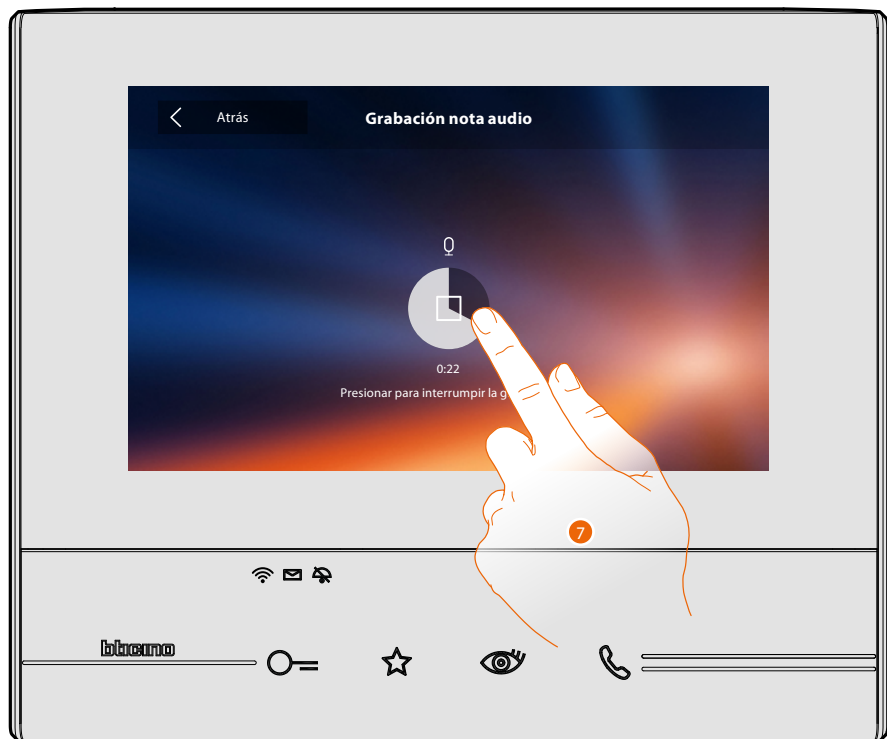 Atrás
Grabación nota audio
0:22
Presionar para interrumpir la
7
bticino